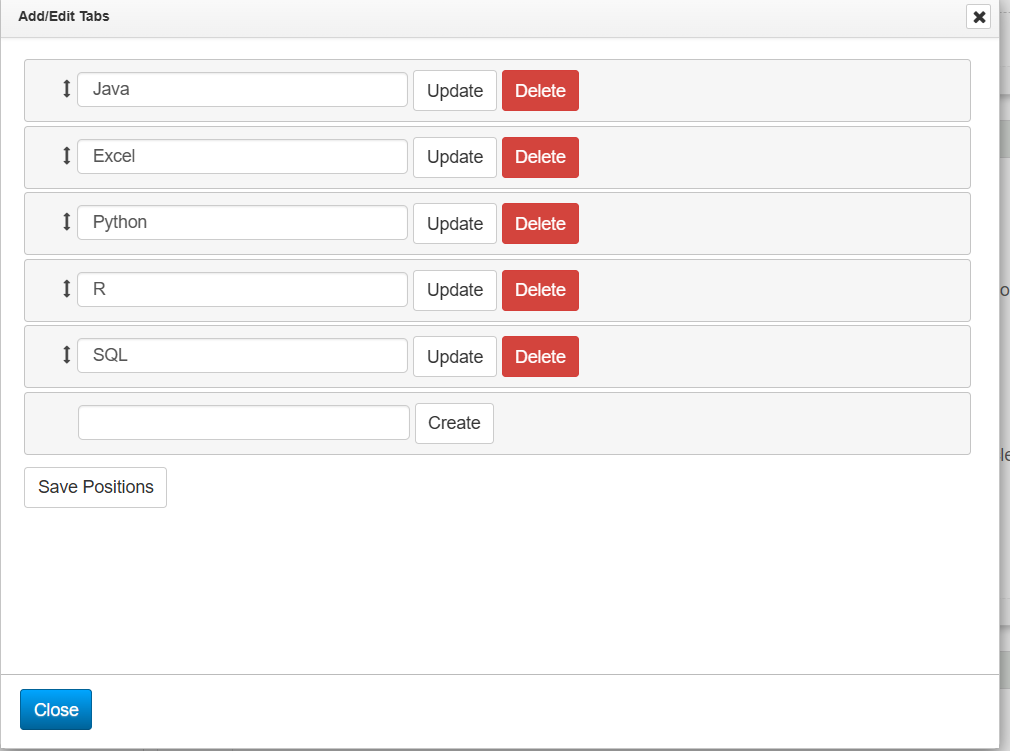 Add/Edit Tabs
Java Update Delete
Excel Update Delete
Python Update Delete
R Update Delete
SQL Update Delete
Create
Save Positions
Close